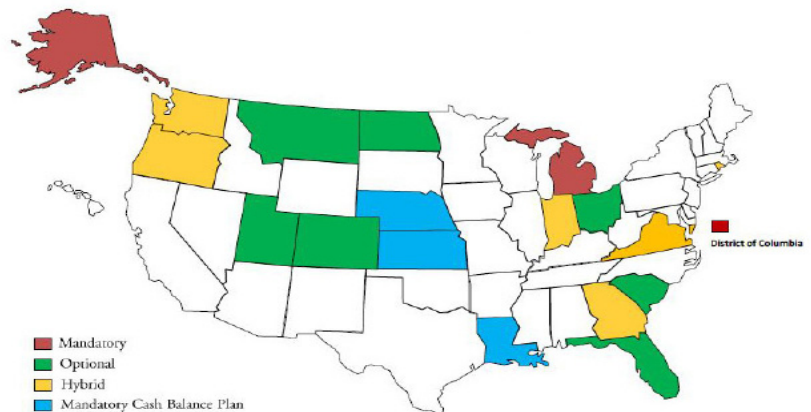 District of Columbia
Mandatory
Optional
Hybrid
Mandatory Cash Balance Plan